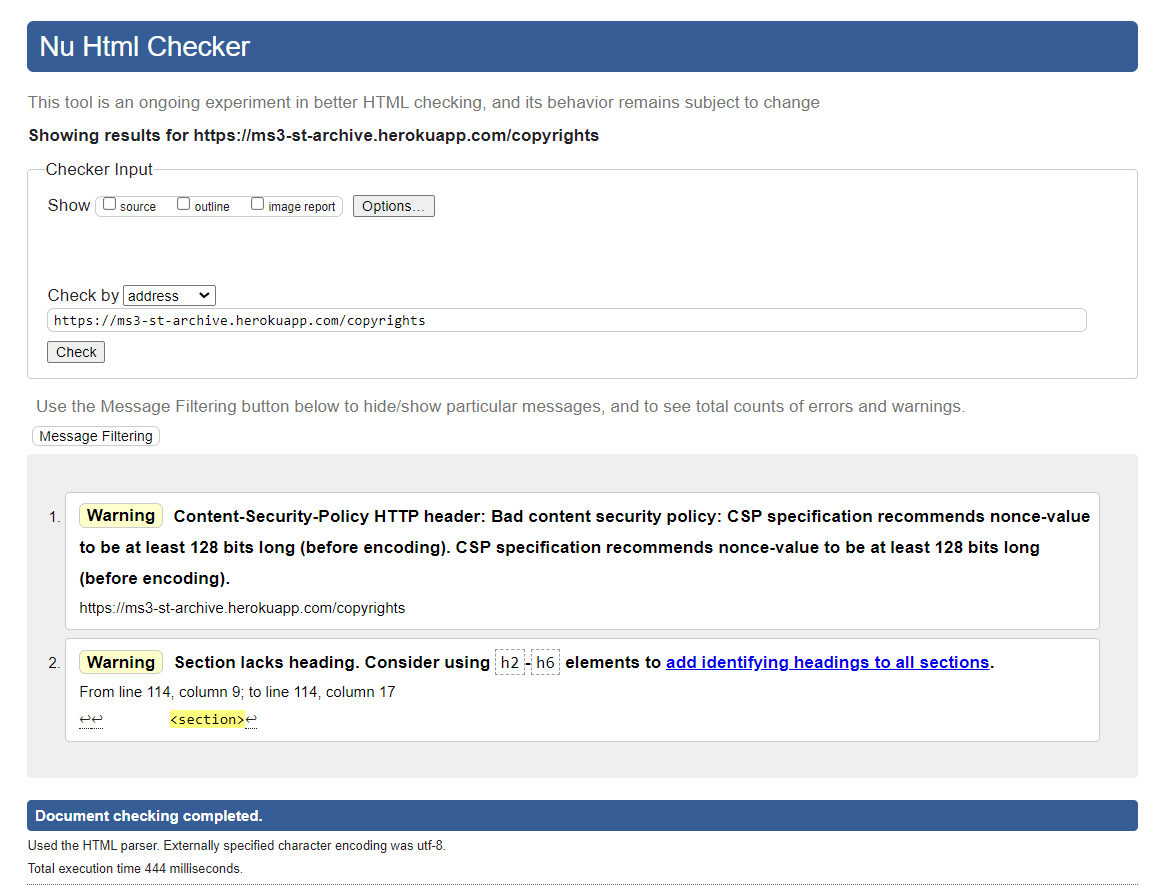 Nu Html Checker
This tool is an ongoing experiment in better HTML checking, and its behavior remains subject to change
Showing results for https://ms3-st-archive.herokuapp.com/copyrights
Checker Input
Show source outline image report Options...
Check by address
https://ms3-st-archive.herokuapp.com/copyrights
Check
Use the Message Filtering button below to hide/show particular messages, and to see total counts of errors and warnings.
Message Filtering
1. Warning Content-Security-Policy HTTP header: Bad content security policy: CSP specification recommends nonce-value
to be at least 128 bits long (before encoding). CSP specification recommends nonce-value to be at least 128 bits long
(before encoding).
https://ms3-st-archive.herokuapp.com/copyrights
2. Warning Section lacks heading. Consider using h2-h6 elements to add identifying headings to all sections.
From line 114, column 9; to line 114, column 17
↩↩ <section>↩
Document checking completed.
Used the HTML parser. Externally specified character encoding was utf-8.
Total execution time 444 milliseconds.